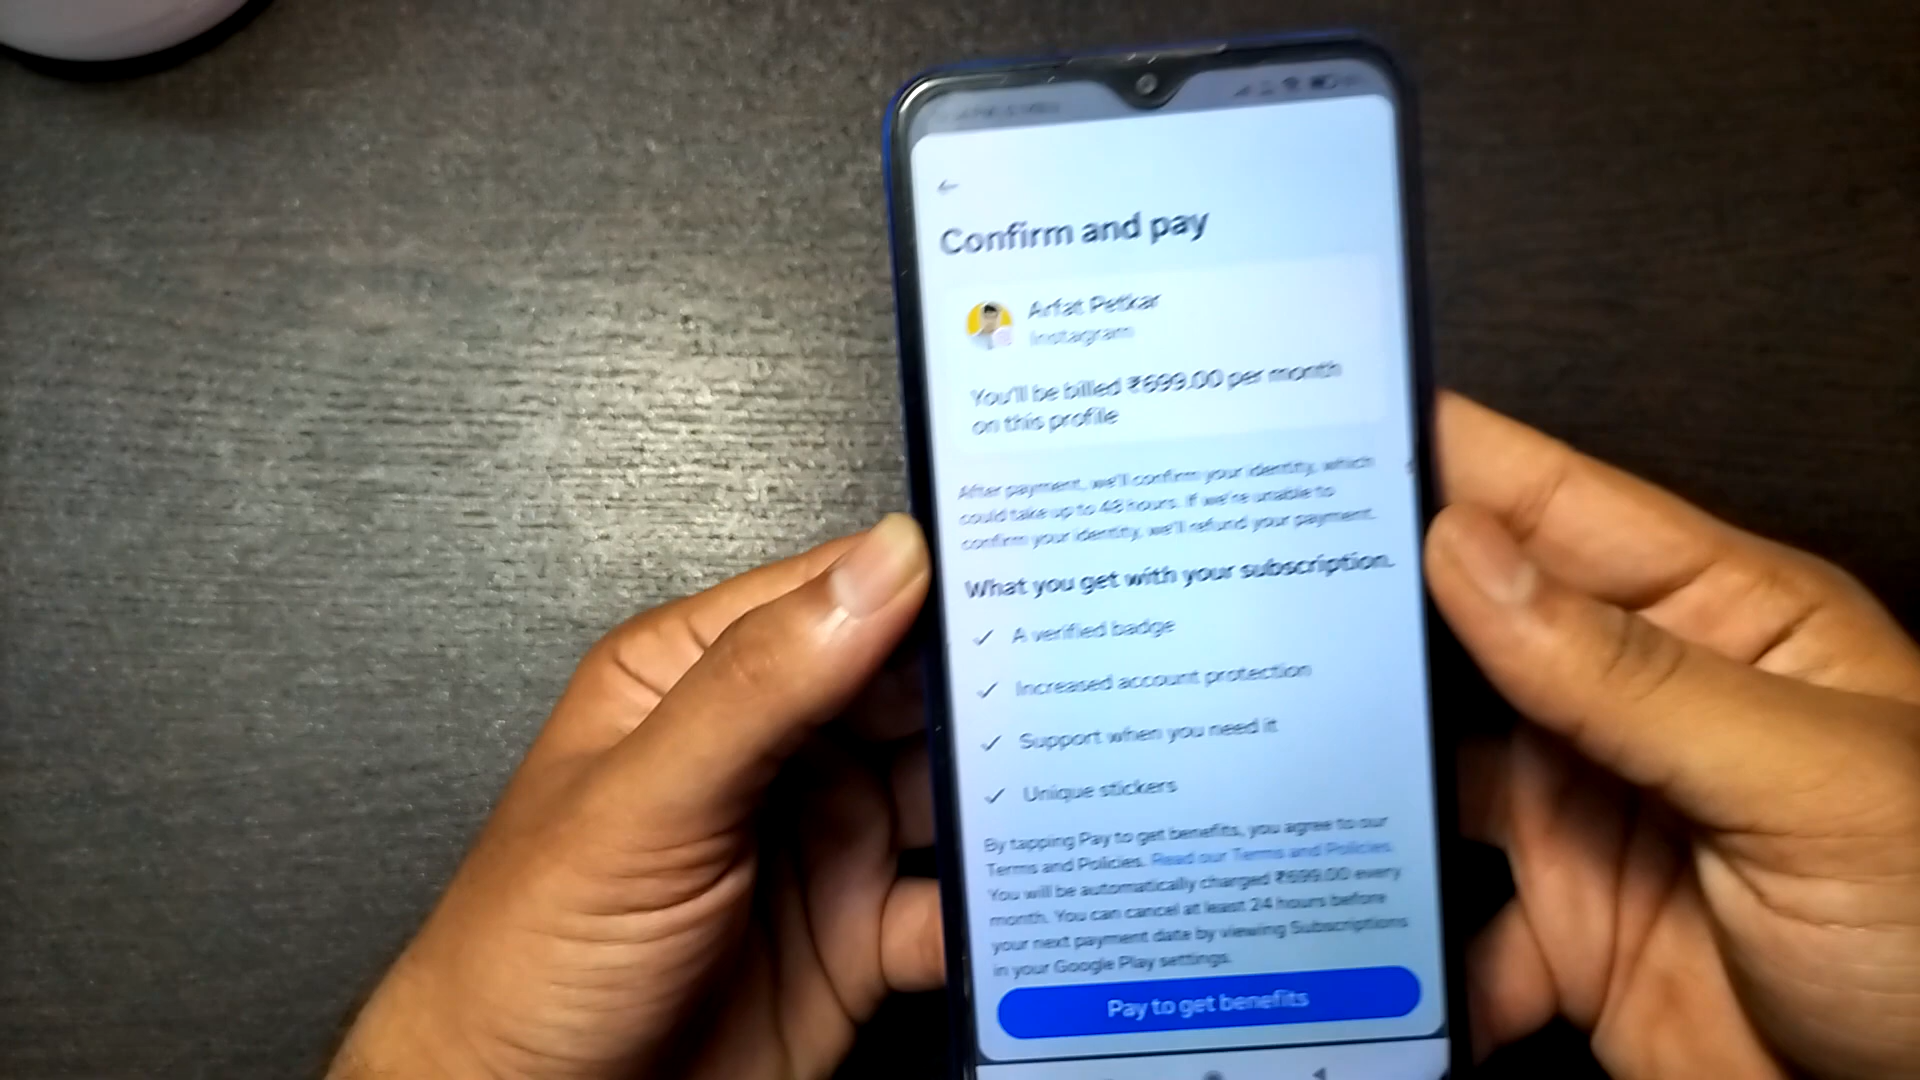 Confirm and pay
Arfat Petkar
Instagram
You'll be billed ₹699.00 per month
on this profile
After payment, we'll confirm your identity, which
could take up to 48 hours. If we're unable to
confirm your identity, we'll refund your payment.
What you get with your subscription.
A verified badge
Increased account protection
Support when you need it
Unique stickers
By tapping Pay to get benefits, you agree to our
Terms and Policies. Read our Terms and Policies.
You will be automatically charged ₹699.00 every
month. You can cancel at least 24 hours before
your next payment date by viewing Subscriptions
in your Google Play settings.
Pay to get benefits